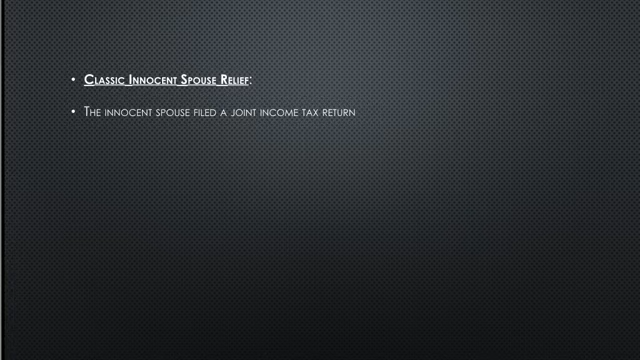 • Classic Innocent Spouse Relief:
• The innocent spouse filed a joint income tax return